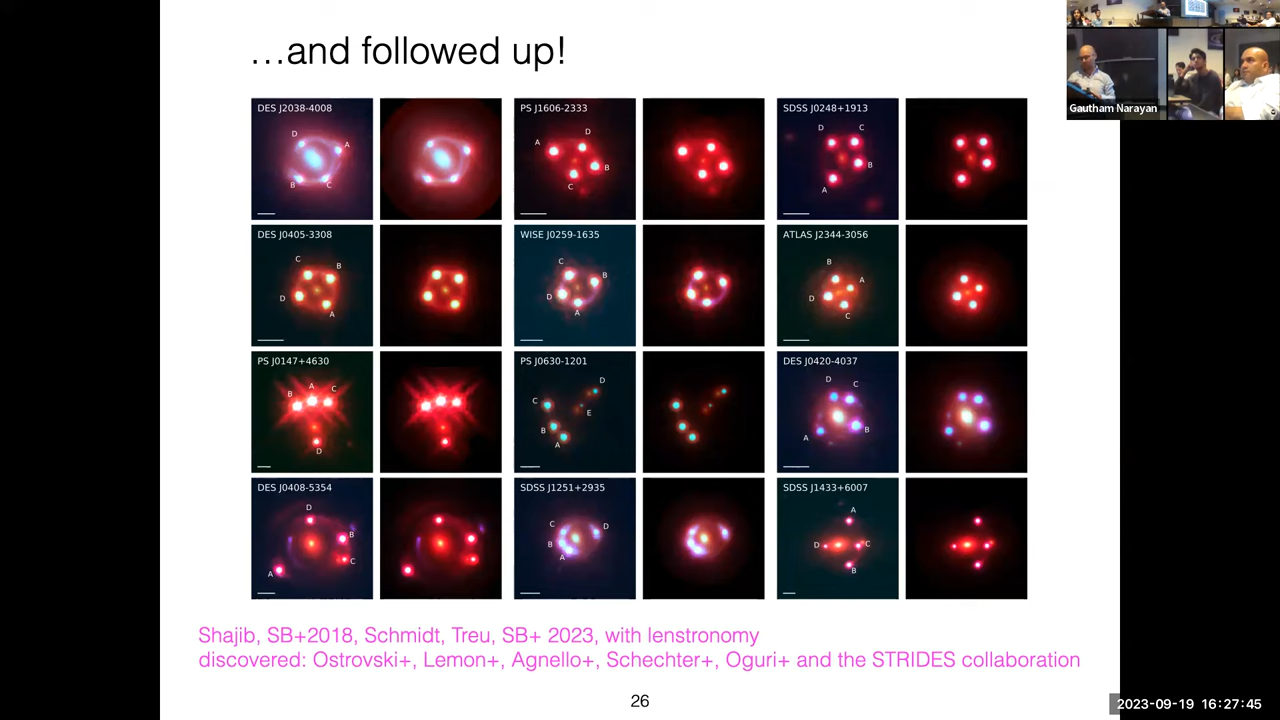 …and followed up!
Gautham Narayan
DES J2038-4008
D
A
B
C
PS J1606-2333
D
A
B
C
SDSS J0248+1913
D
C
B
A
DES J0405-3308
C
B
D
A
WISE J0259-1635
C
B
D
A
ATLAS J2344-3056
B
A
D
C
PS J0147+4630
A
B
C
D
PS J0630-1201
D
C
E
B
A
DES J0420-4037
D
C
B
A
DES J0408-5354
D
B
C
A
SDSS J1251+2935
C
D
B
A
SDSS J1433+6007
A
D
C
B
Shajib, SB+2018, Schmidt, Treu, SB+ 2023, with lenstronomy
discovered: Ostrovski+, Lemon+, Agnello+, Schechter+, Oguri+ and the STRIDES collaboration
26
2023-09-19 16:27:45